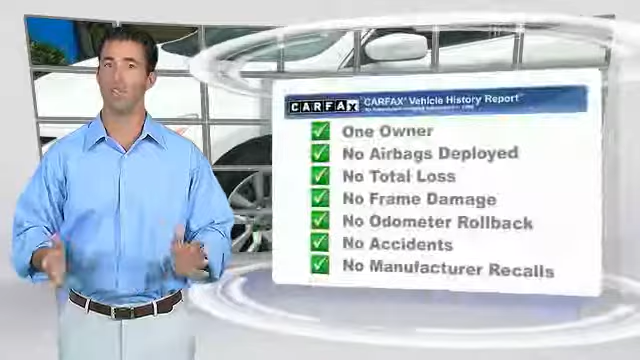 CARFAX CARFAX Vehicle History Report
One Owner
No Airbags Deployed
No Total Loss
No Frame Damage
No Odometer Rollback
No Accidents
No Manufacturer Recalls